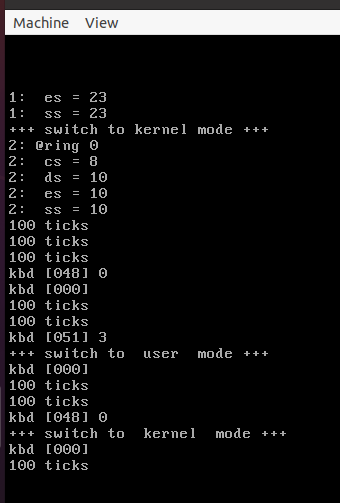 Machine View
1:  es = 23
1:  ss = 23
+++ switch to kernel mode +++
2: @ring 0
2:  cs = 8
2:  ds = 10
2:  es = 10
2:  ss = 10
100 ticks
100 ticks
100 ticks
kbd [048] 0
kbd [000]
100 ticks
100 ticks
kbd [051] 3
+++ switch to  user  mode +++
kbd [000]
100 ticks
100 ticks
kbd [048] 0
+++ switch to  kernel  mode +++
kbd [000]
100 ticks